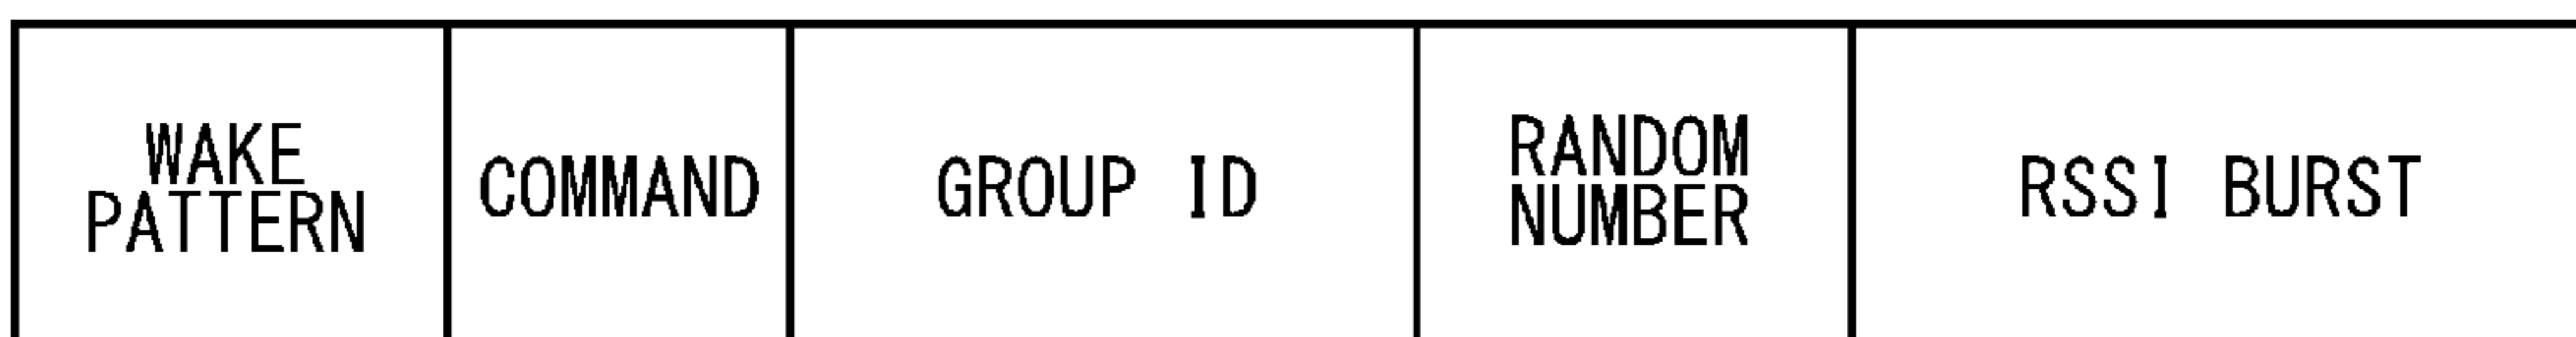 WAKE
PATTERN
COMMAND
GROUP ID
RANDOM
NUMBER
RSSI BURST